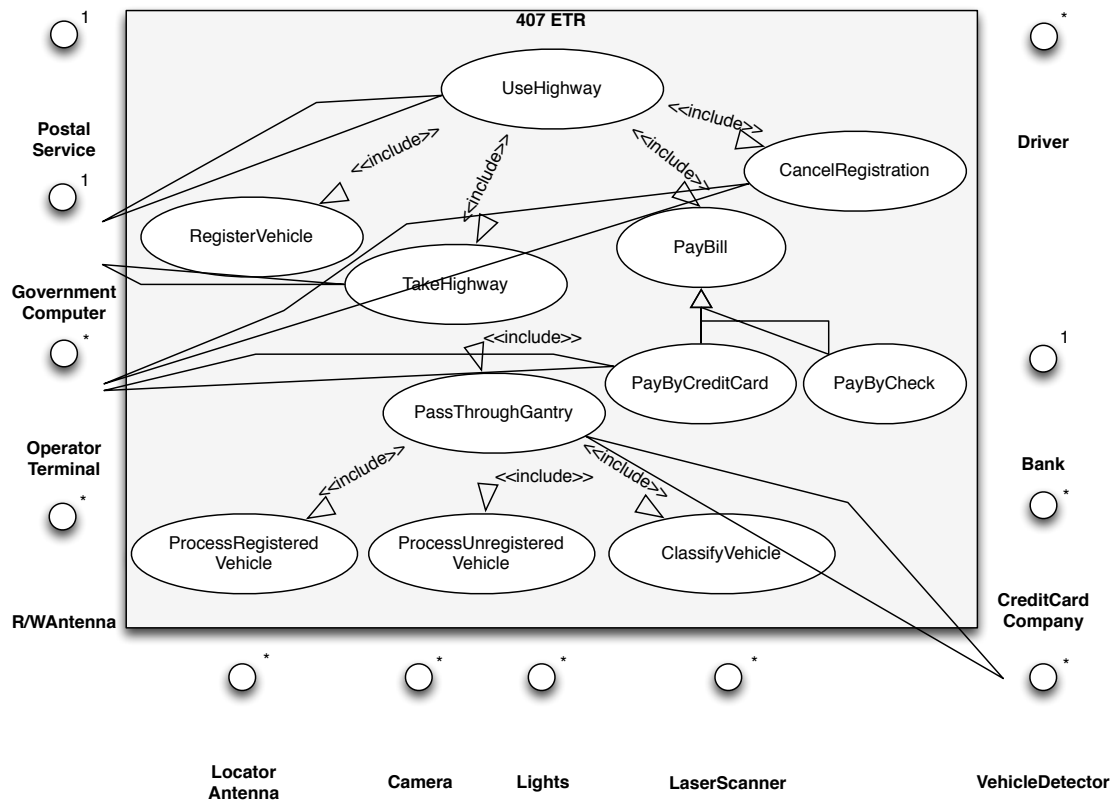 407 ETR
1
*
UseHighway
<<include>>
<<include>>
<<include>>
<<include>>
Postal
Service
Driver
CancelRegistration
1
RegisterVehicle
PayBill
TakeHighway
Government
Computer
*
<<include>>
1
PayByCreditCard
PayByCheck
PassThroughGantry
Operator
Terminal
<<include>>
<<include>>
<<include>>
Bank
*
*
ProcessRegistered
Vehicle
ProcessUnregistered
Vehicle
ClassifyVehicle
R/WAntenna
CreditCard
Company
*
*
*
*
*
Locator
Antenna
Camera
Lights
LaserScanner
VehicleDetector